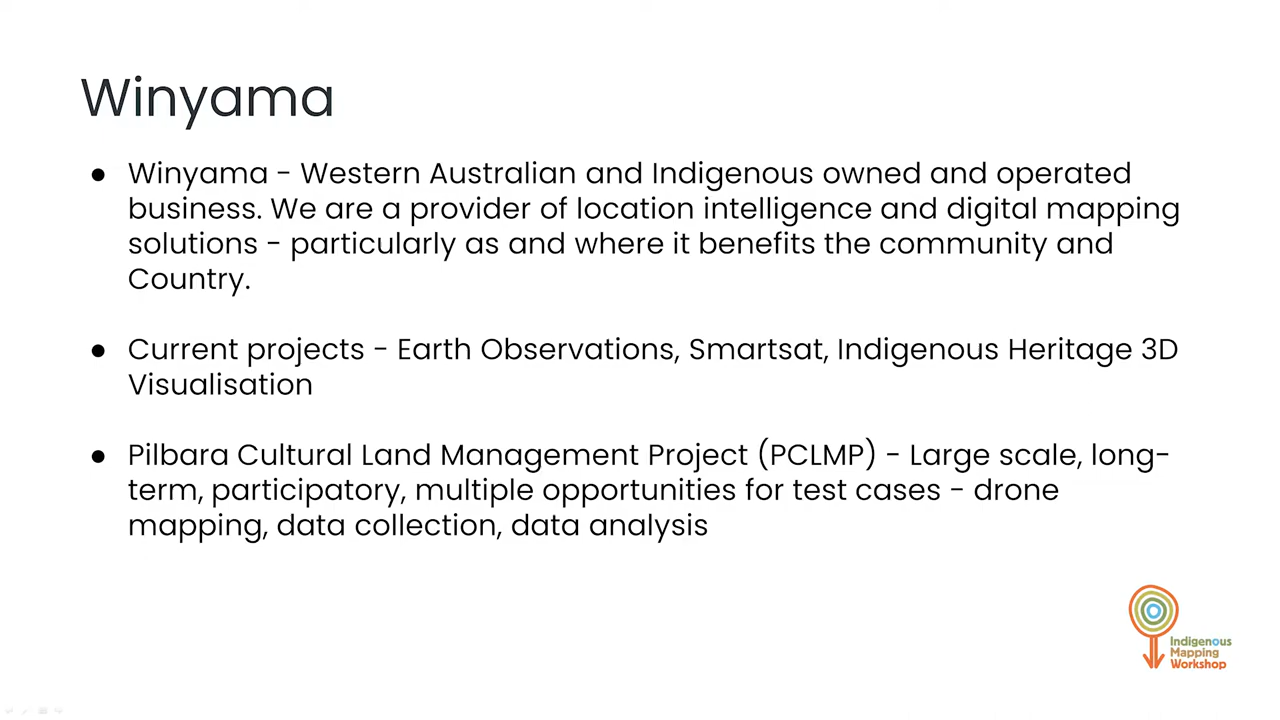 Winyama
● Winyama - Western Australian and Indigenous owned and operated
business. We are a provider of location intelligence and digital mapping
solutions - particularly as and where it benefits the community and
Country.
● Current projects - Earth Observations, Smartsat, Indigenous Heritage 3D
Visualisation
● Pilbara Cultural Land Management Project (PCLMP) - Large scale, long-
term, participatory, multiple opportunities for test cases - drone
mapping, data collection, data analysis
Indigenous
Mapping
Workshop